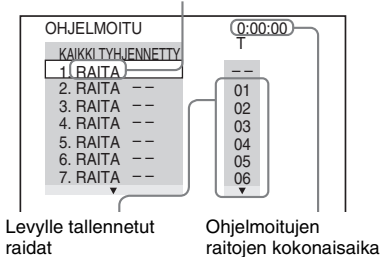 OHJELMOITU 0:00:00
T
KAIKKI TYHJENNETTY
1. RAITA – –
2. RAITA – – 01
3. RAITA – – 02
4. RAITA – – 03
5. RAITA – – 04
6. RAITA – – 05
7. RAITA – – 06
Levylle tallennetut raidat
Ohjelmoitujen raitojen kokonaisaika